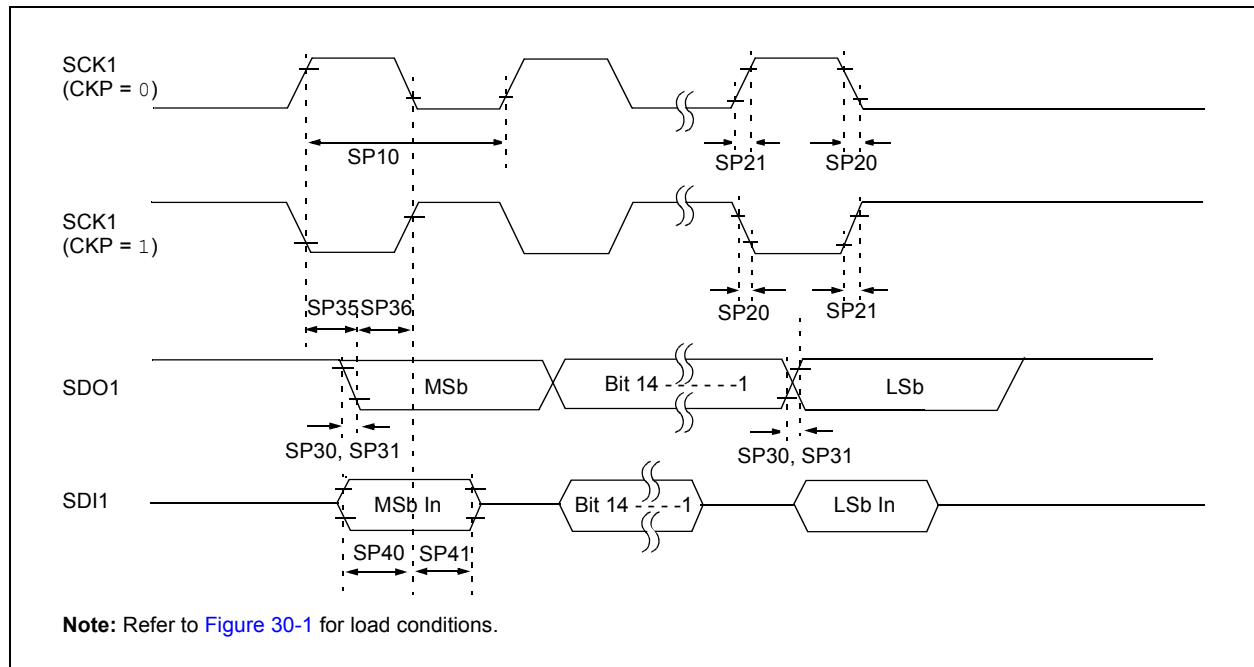 SCK1
(CKP = 0)
SP10
SP21
SP20
SCK1
(CKP = 1)
SP35
SP36
SP20
SP21
SDO1
MSb
Bit 14 - - - - - -1
LSb
SP30, SP31
SP30, SP31
SDI1
MSb In
Bit 14 - - - -1
LSb In
SP40
SP41
Note: Refer to Figure 30-1 for load conditions.